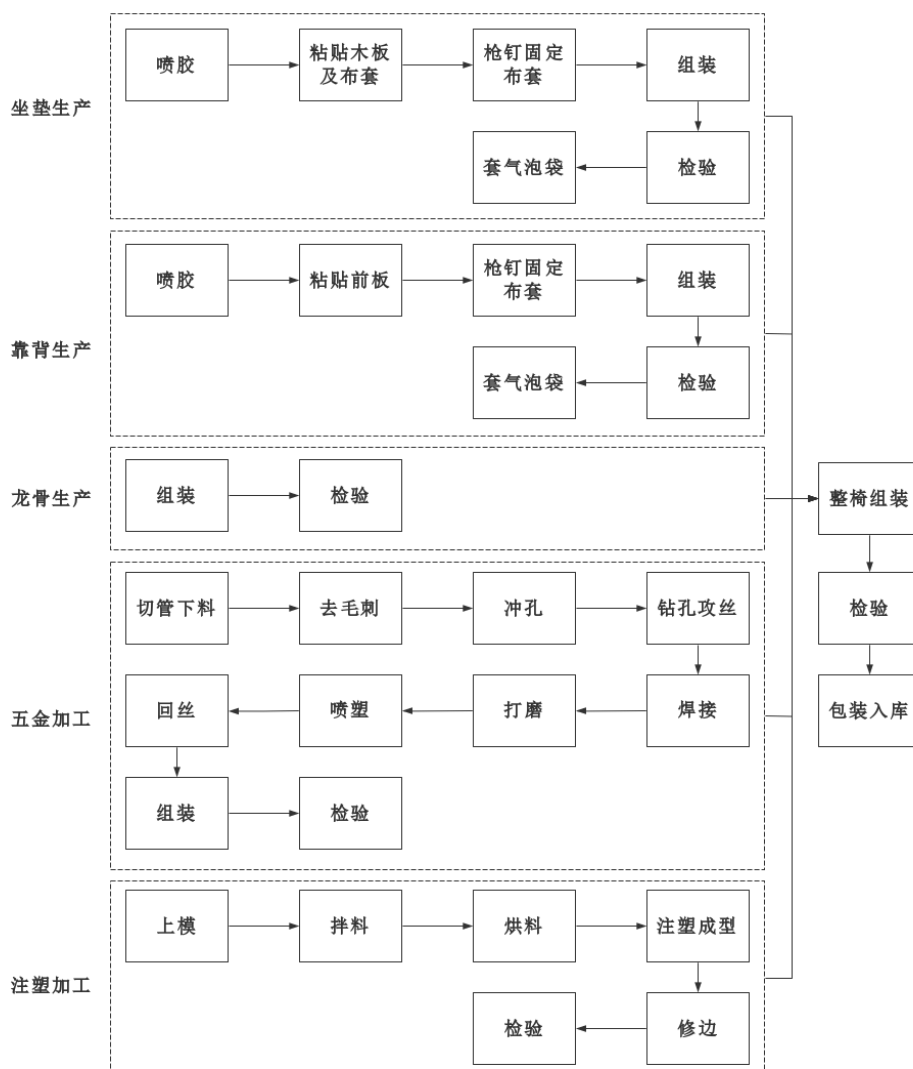 坐垫生产
喷胶
粘贴木板
及布套
枪钉固定
布套
组装
检验
套气泡袋
靠背生产
喷胶
粘贴前板
枪钉固定
布套
组装
检验
套气泡袋
龙骨生产
组装
检验
五金加工
切管下料
去毛刺
冲孔
钻孔攻丝
焊接
打磨
喷塑
回丝
组装
检验
注塑加工
上模
拌料
烘料
注塑成型
修边
检验
整椅组装
检验
包装入库